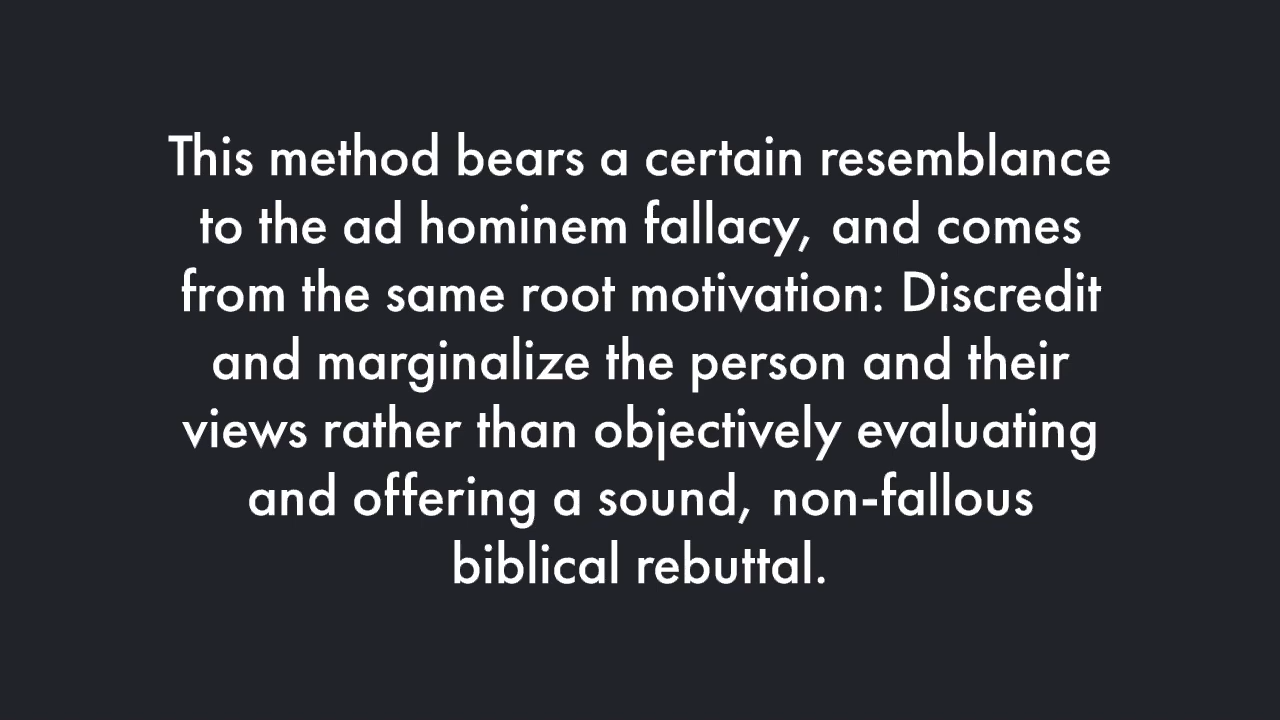 This method bears a certain resemblance
to the ad hominem fallacy, and comes
from the same root motivation: Discredit
and marginalize the person and their
views rather than objectively evaluating
and offering a sound, non-fallous
biblical rebuttal.